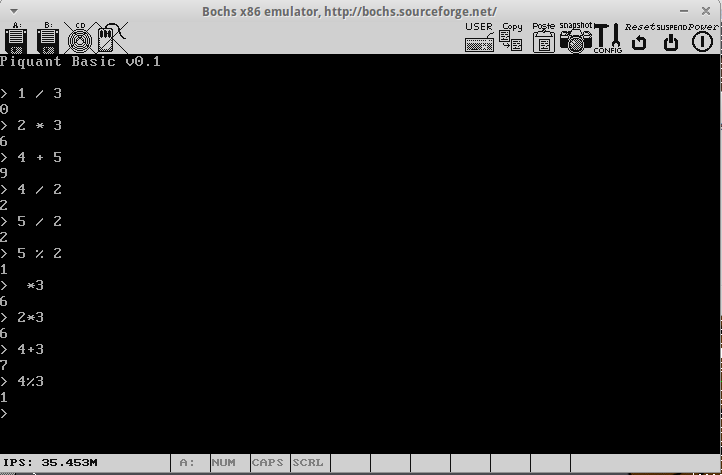 Bochs x86 emulator, http://bochs.sourceforge.net/
A: B: CD USER Copy Paste snapshot CONFIG Reset SUSPEND Power
Piquant Basic v0.1
> 1 / 3
0
> 2 * 3
6
> 4 + 5
9
> 4 / 2
2
> 5 / 2
2
> 5 % 2
1
>  *3
6
> 2*3
6
> 4+3
7
> 4%3
1
>
IPS: 35.453M A: NUM CAPS SCRL